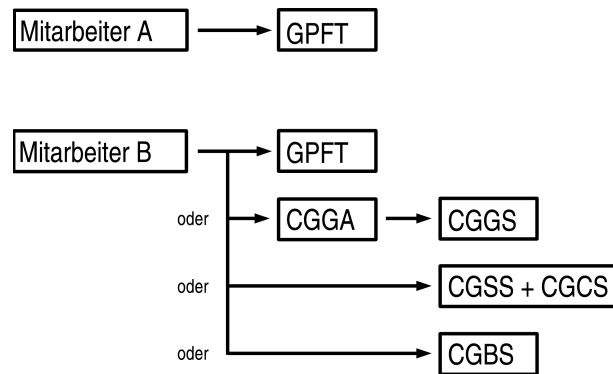 Mitarbeiter A GPFT
Mitarbeiter B GPFT
oder CGGA CGGS
oder CGSS + CGCS
oder CGBS